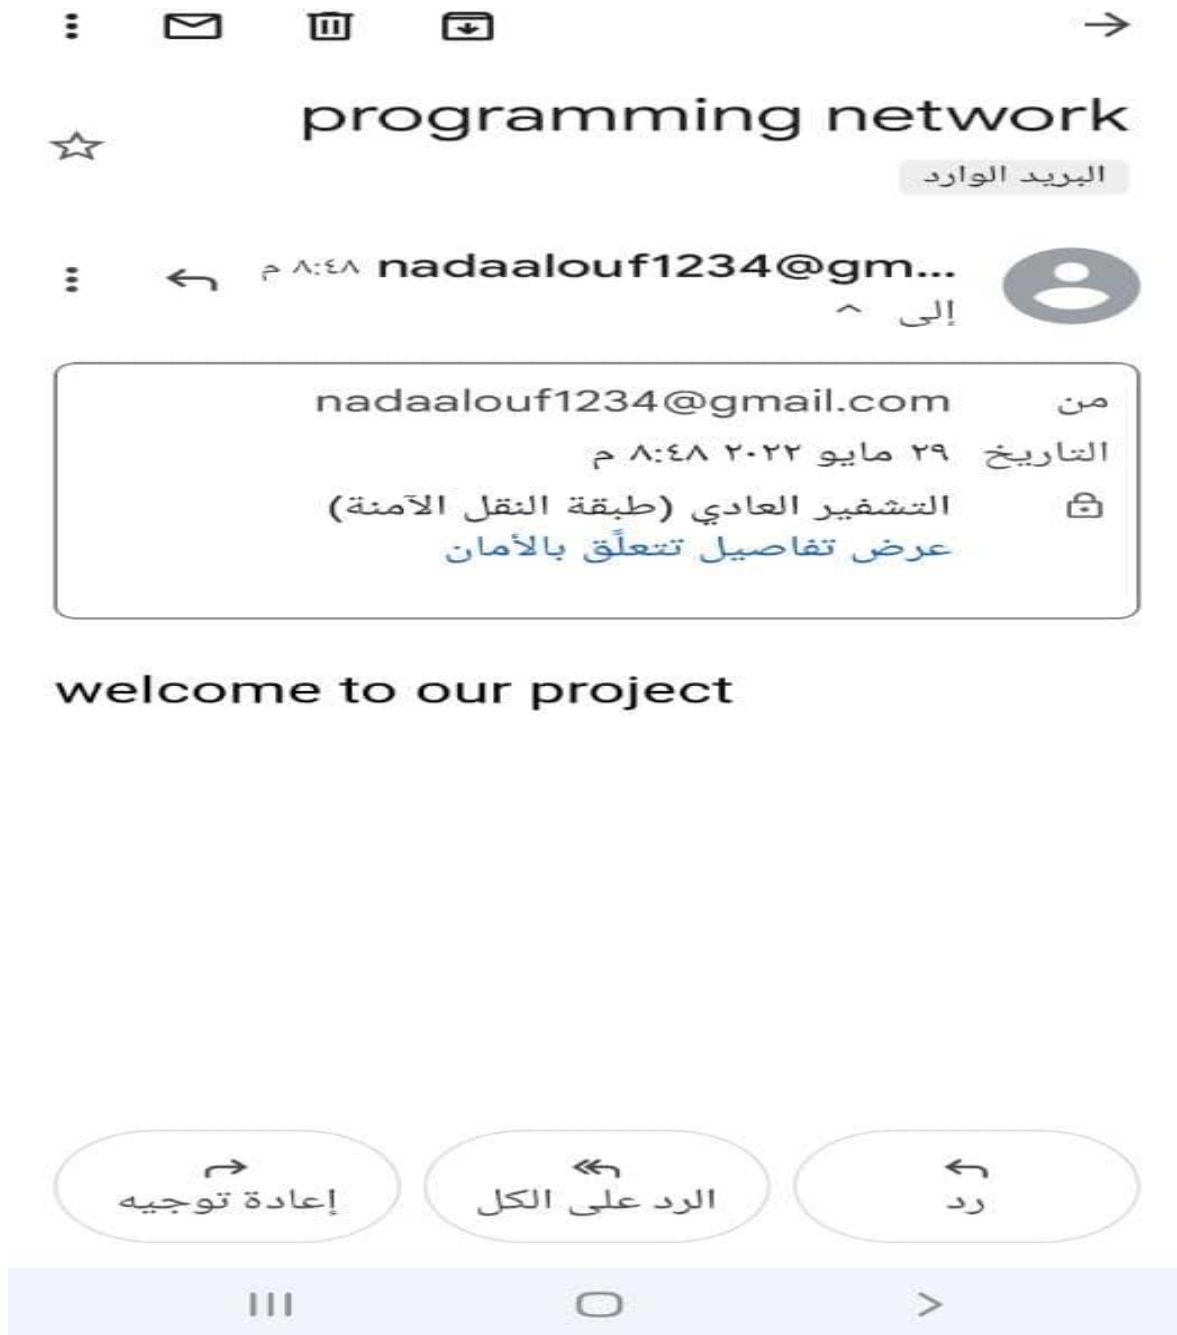 programming network
البريد الوارد
nadaalouf1234@gm... ٨:٤٨ م
إلى
من nadaalouf1234@gmail.com
التاريخ ٢٩ مايو ٢٠٢٢ ٨:٤٨ م
التشفير العادي (طبقة النقل الآمنة)
عرض تفاصيل تتعلَّق بالأمان
welcome to our project
رد الرد على الكل إعادة توجيه